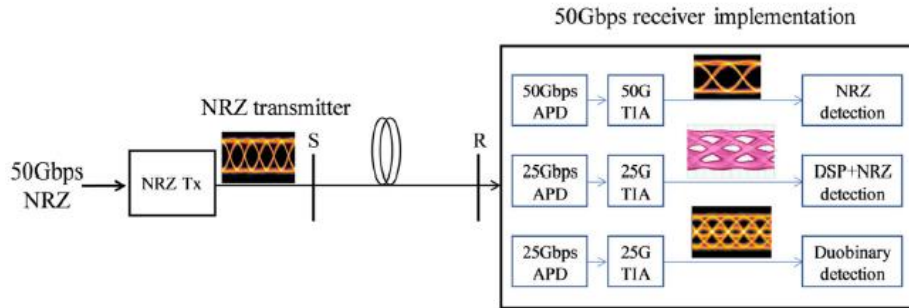 50Gbps receiver implementation
NRZ transmitter
S
R
50Gbps
NRZ
NRZ Tx
50Gbps
APD
50G
TIA
NRZ
detection
25Gbps
APD
25G
TIA
DSP+NRZ
detection
25Gbps
APD
25G
TIA
Duobinary
detection